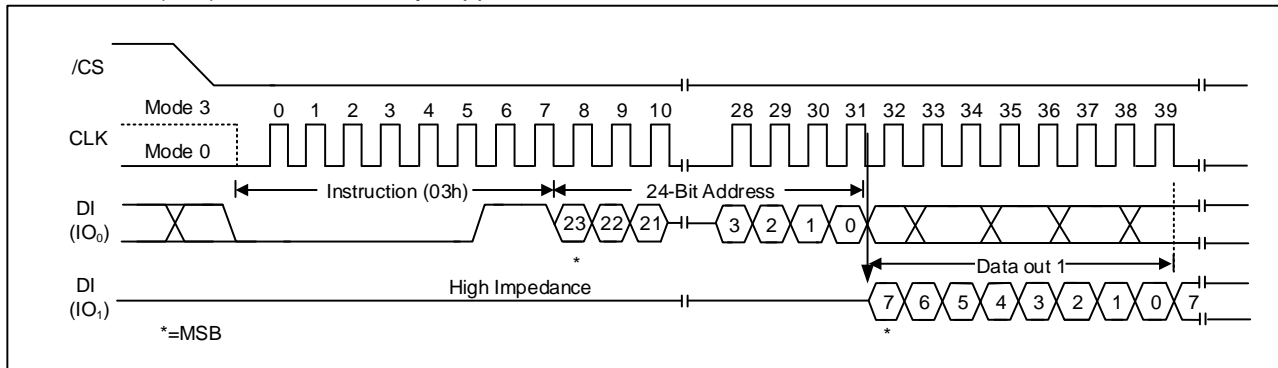 /CS
Mode 3
0 1 2 3 4 5 6 7 8 9 10 28 29 30 31 32 33 34 35 36 37 38 39
CLK
Mode 0
Instruction (03h) 24-Bit Address
DI
(IO₀)
23 22 21 3 2 1 0
*
Data out 1
DI
(IO₁)
High Impedance
7 6 5 4 3 2 1 0 7
*
*=MSB